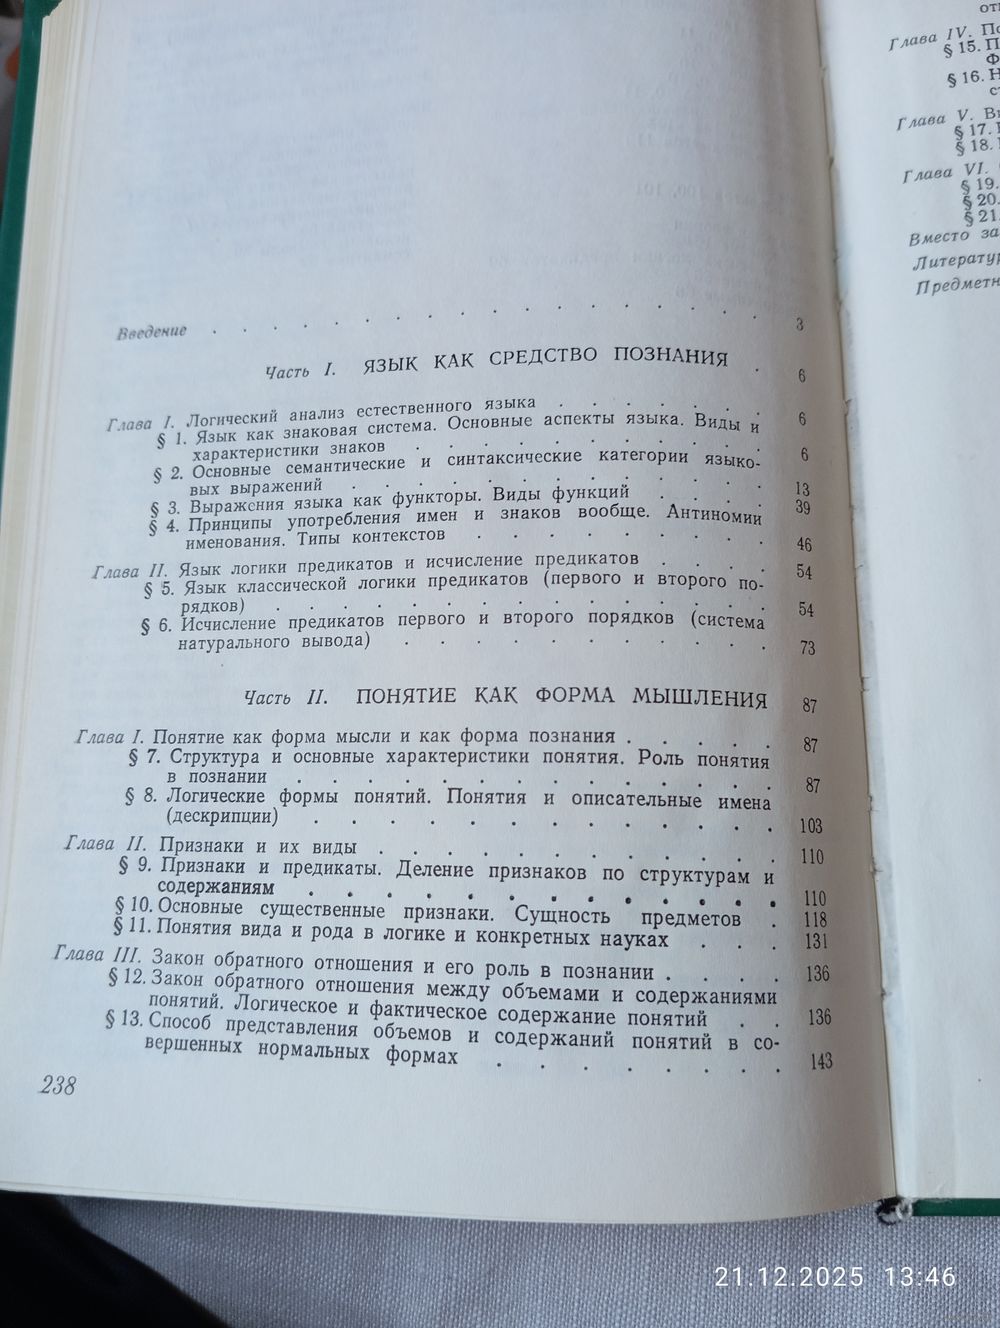 Введение . . . . . . . . . . . . . . 3
Часть I. ЯЗЫК КАК СРЕДСТВО ПОЗНАНИЯ . 6
Глава I. Логический анализ естественного языка . . . . . . 6
§ 1. Язык как знаковая система. Основные аспекты языка. Виды и
характеристики знаков . . . . . . . . . 6
§ 2. Основные семантические и синтаксические категории языко-
вых выражений . . . . . . . . . . 13
§ 3. Выражения языка как функторы. Виды функций . . . . 39
§ 4. Принципы употребления имен и знаков вообще. Антиномии
именования. Типы контекстов . . . . . . . . 46
Глава II. Язык логики предикатов и исчисление предикатов . . . . 54
§ 5. Язык классической логики предикатов (первого и второго по-
рядков) . . . . . . . . . . . . . 54
§ 6. Исчисление предикатов первого и второго порядков (система
натурального вывода) . . . . . . . . . 73
Часть II. ПОНЯТИЕ КАК ФОРМА МЫШЛЕНИЯ 87
Глава I. Понятие как форма мысли и как форма познания . . . . . 87
§ 7. Структура и основные характеристики понятия. Роль понятия
в познании . . . . . . . . . . . . 87
§ 8. Логические формы понятий. Понятия и описательные имена
(дескрипции) . . . . . . . . . . . 103
Глава II. Признаки и их виды . . . . . . . . . . 110
§ 9. Признаки и предикаты. Деление признаков по структурам и
содержаниям . . . . . . . . . . . . 110
§ 10. Основные существенные признаки. Сущность предметов . 118
§ 11. Понятия вида и рода в логике и конкретных науках . . . 131
Глава III. Закон обратного отношения и его роль в познании . . . . 136
§ 12. Закон обратного отношения между объемами и содержаниями
понятий. Логическое и фактическое содержание понятий . . 136
§ 13. Способ представления объемов и содержаний понятий в со-
вершенных нормальных формах . . . . . . . . 143
238
Глава IV.
§ 15.
§ 16.
Глава V.
§ 17.
§ 18.
Глава VI.
§ 19.
§ 20.
§ 21.
Вместо за
Литератур
Предметн
21.12.2025 13:46